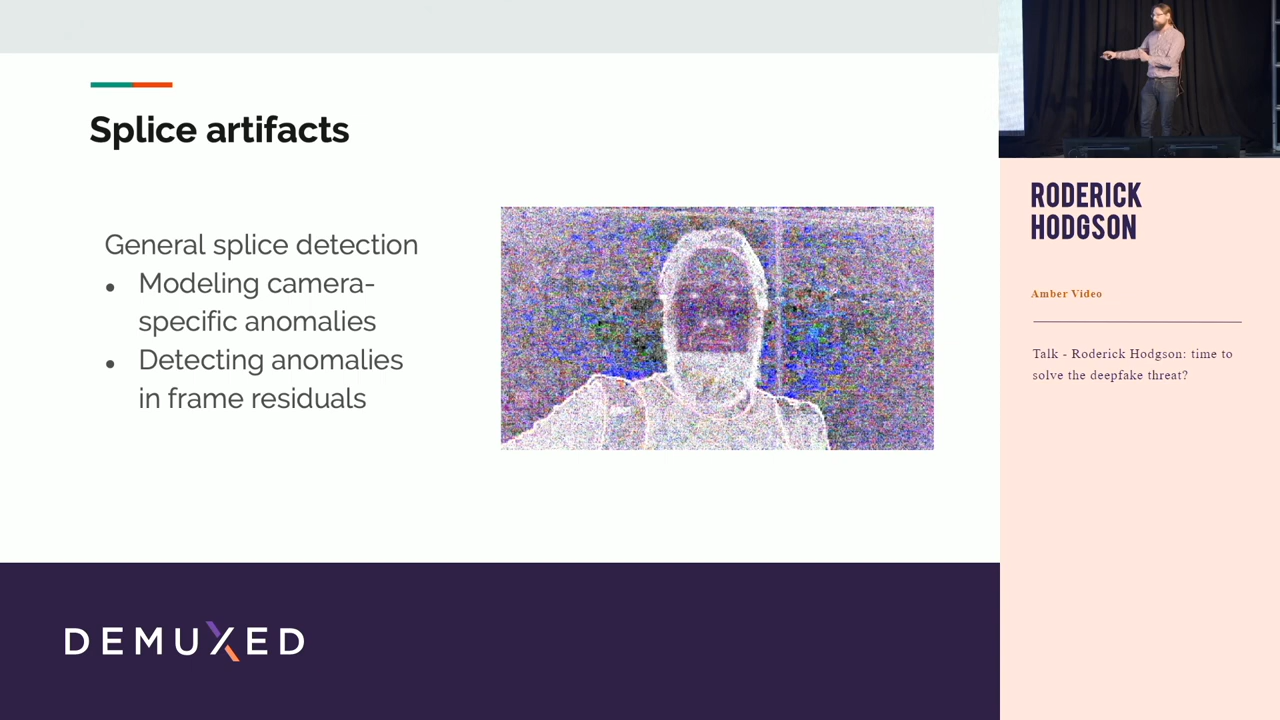 Splice artifacts
General splice detection
● Modeling camera-
specific anomalies
● Detecting anomalies
in frame residuals
DEMUXED
RODERICK
HODGSON
Amber Video
Talk - Roderick Hodgson: time to
solve the deepfake threat?